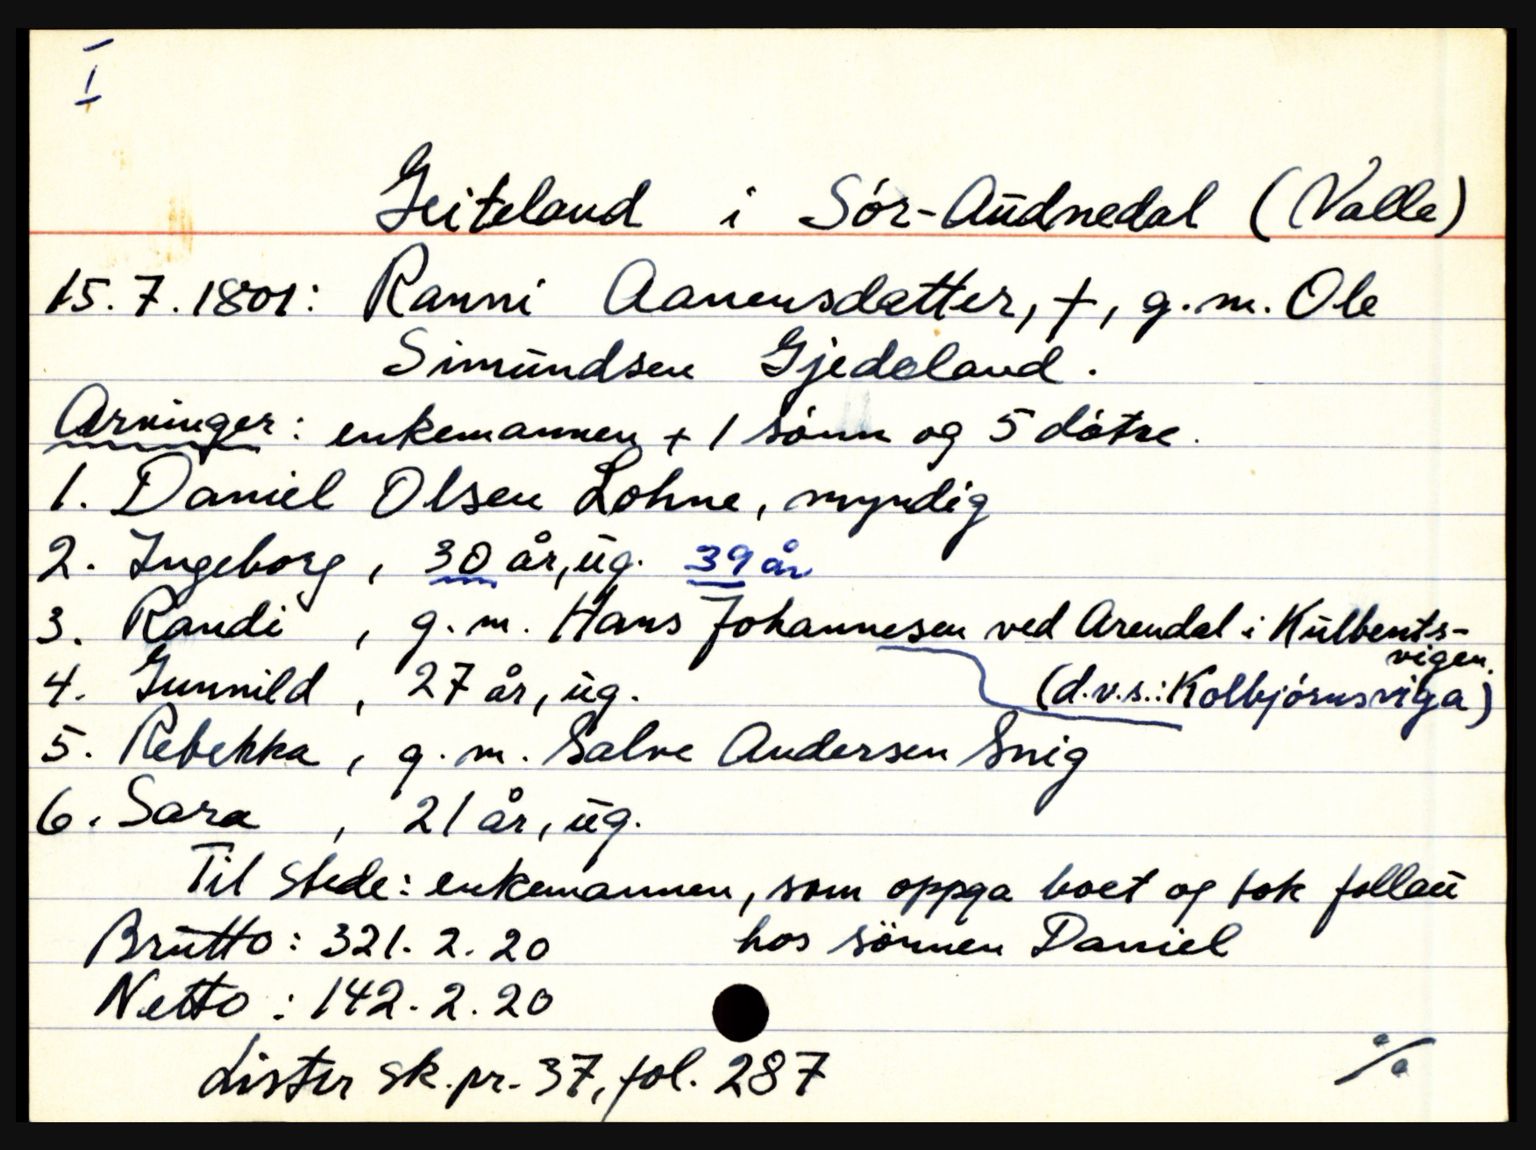 I
Geiteland i Sór-Audnedal (Valle)
15.7.1801: Ranni Aanensdatter, †, g.m. Ole
Simundsen Gjedeland.
Arvinger: enkemannen + 1 sónn og 5 dótre.
1. Daniel Olsen Lohne, myndig
2. Ingeborg, 30 år, ug. 39 år
3. Randi, g.m. Hans Johannesen ved Arendal i Kulbents-
vigen.
(d.v.s.: Kolbjórnsviga)
4. Gunnild, 27 år, ug.
5. Rebekka, g.m. Salve Andersen Snig
6. Sara, 21 år, ug.
Til stede: enkemannen, som oppga boet og tok follau
hos sönnen Daniel
Brutto: 321.2.20
Netto: 142.2.20
Lister sk.pr. 37, fol. 287
%